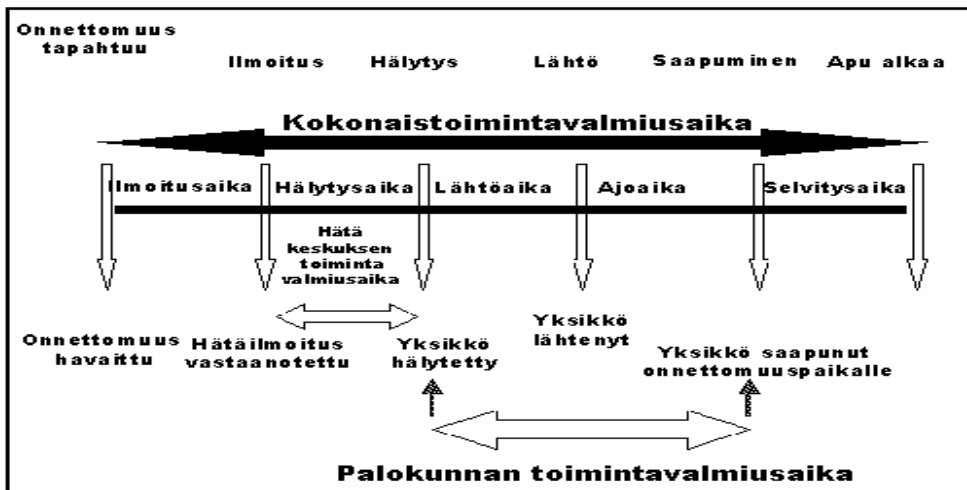 Onnettomuus
tapahtuu
Ilmoitus Hälytys Lähtö Saapuminen Apu alkaa
Kokonaistoimintavalmiusaika
Ilmoitusaika Hälytysaika Lähtöaika Ajoaika Selvitysaika
Hätä
keskuksen
toiminta
valmiusaika
Onnettomuus
havaittu
Hätäilmoitus
vastaanotettu
Yksikkö
hälytetty
Yksikkö
lähtenyt
Yksikkö saapunut
onnettomuuspaikalle
Palokunnan toimintavalmiusaika